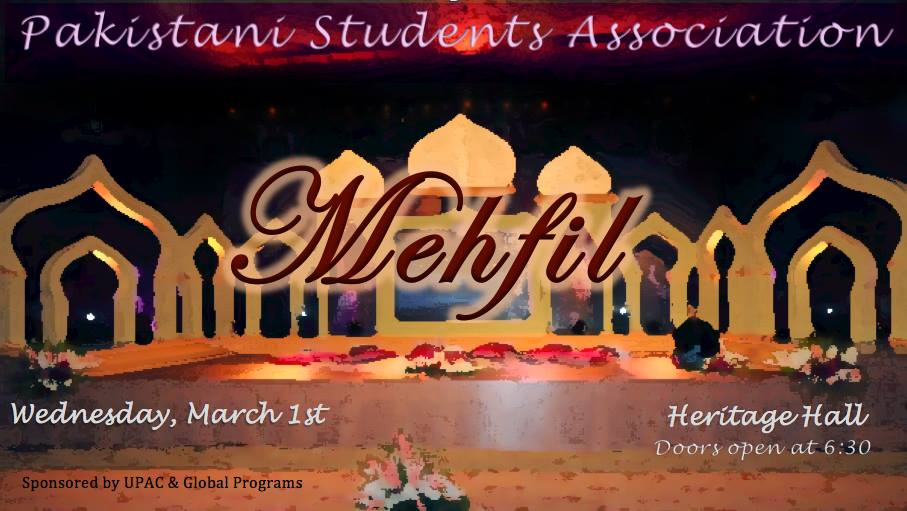 Pakistani Students Association
Mehfil
Wednesday, March 1st
Heritage Hall
Doors open at 6:30
Sponsored by UPAC & Global Programs